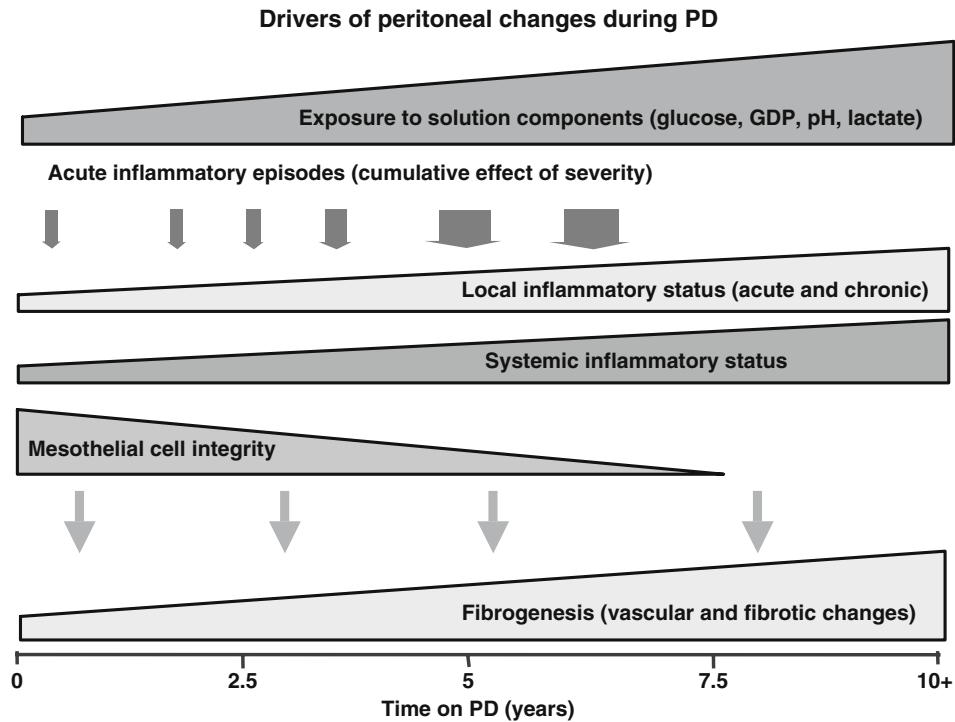 Drivers of peritoneal changes during PD
Exposure to solution components (glucose, GDP, pH, lactate)
Acute inflammatory episodes (cumulative effect of severity)
Local inflammatory status (acute and chronic)
Systemic inflammatory status
Mesothelial cell integrity
Fibrogenesis (vascular and fibrotic changes)
0 2.5 5 7.5 10+
Time on PD (years)